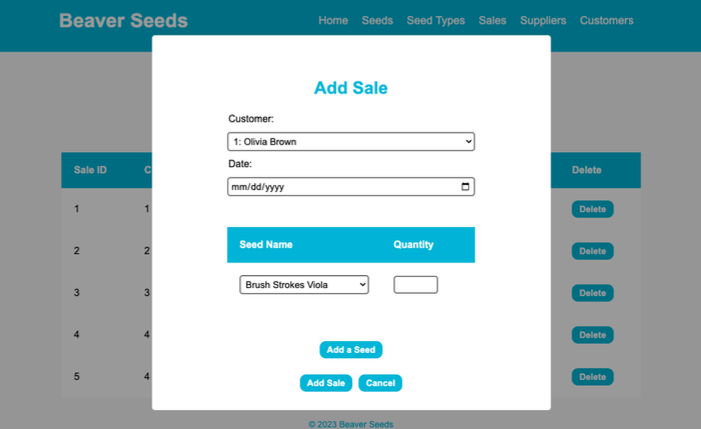 Beaver Seeds
Home Seeds Seed Types Sales Suppliers Customers
Add Sale
Customer:
1: Olivia Brown
Date:
mm/dd/yyyy
Sale ID C Delete
Seed Name Quantity
1 1 Delete
2 2 Delete
Brush Strokes Viola
3 3 Delete
4 4 Delete
Add a Seed
5 4 Delete
Add Sale Cancel
© 2023 Beaver Seeds